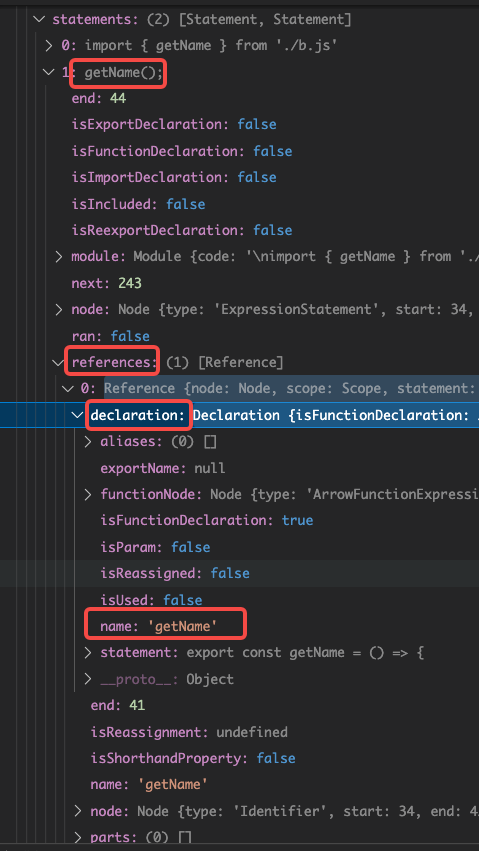 statements: (2) [Statement, Statement]
0: import { getName } from './b.js'
1: getName();
end: 44
isExportDeclaration: false
isFunctionDeclaration: false
isImportDeclaration: false
isIncluded: false
isReexportDeclaration: false
module: Module {code: '\nimport { getName } from './
next: 243
node: Node {type: 'ExpressionStatement', start: 34,
ran: false
references: (1) [Reference]
0: Reference {node: Node, scope: Scope, statement:
declaration: Declaration {isFunctionDeclaration:
aliases: (0) []
exportName: null
functionNode: Node {type: 'ArrowFunctionExpressi
isFunctionDeclaration: true
isParam: false
isReassigned: false
isUsed: false
name: 'getName'
statement: export const getName = () => {
__proto__: Object
end: 41
isReassignment: undefined
isShorthandProperty: false
name: 'getName'
node: Node {type: 'Identifier', start: 34, end: 4
parts: (0) []